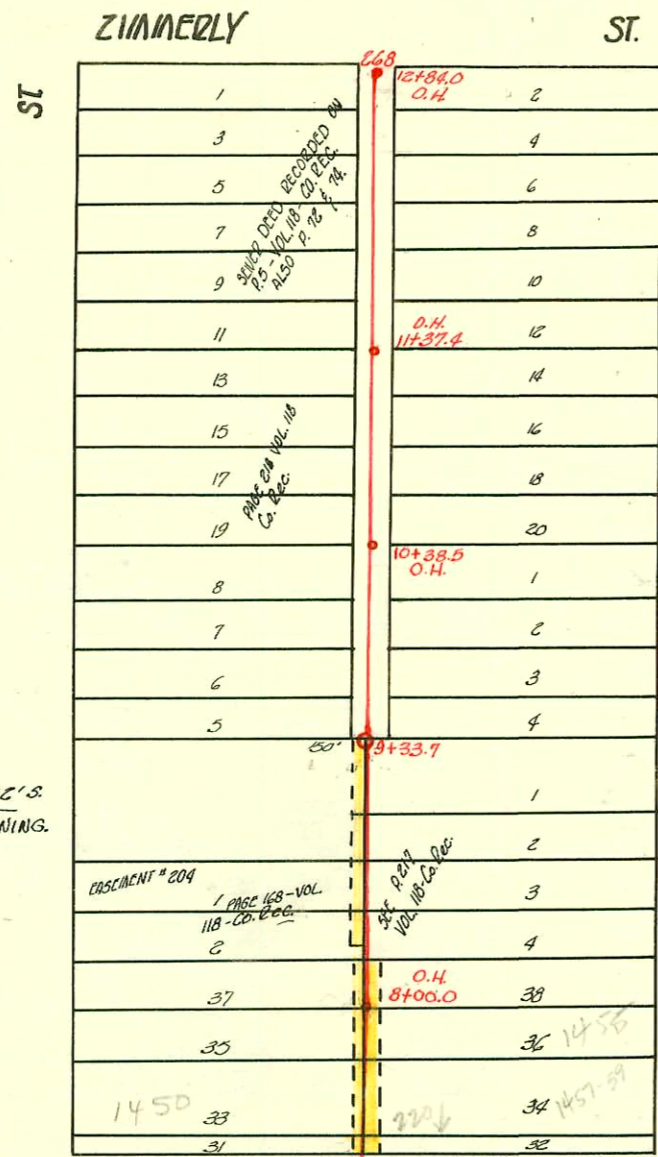 ZIMMERLY ST.
ST
268
12+84.0
O.H.
1 2
3 4
5 6
7 8
9 10
SEWER DEED RECORDED ON
P.5 - VOL. 118 - CO. REC.
ALSO P. 72 & 74.
11 12
O.H.
11+37.4
13 14
15 16
17 18
PAGE 218 VOL. 118
Co. Rec.
19 20
10+38.5
O.H.
8 1
7 2
6 3
5 4
50' 9+33.7
2'S.
NING.
1
2
EASEMENT # 204
1 PAGE 168-VOL.
118-Co. Rec.
3
SEE P. 217
VOL. 118-Co. Rec.
2 4
O.H.
8+00.0
37 38
35 36 1455
1450
33 34 1457-59
31 32